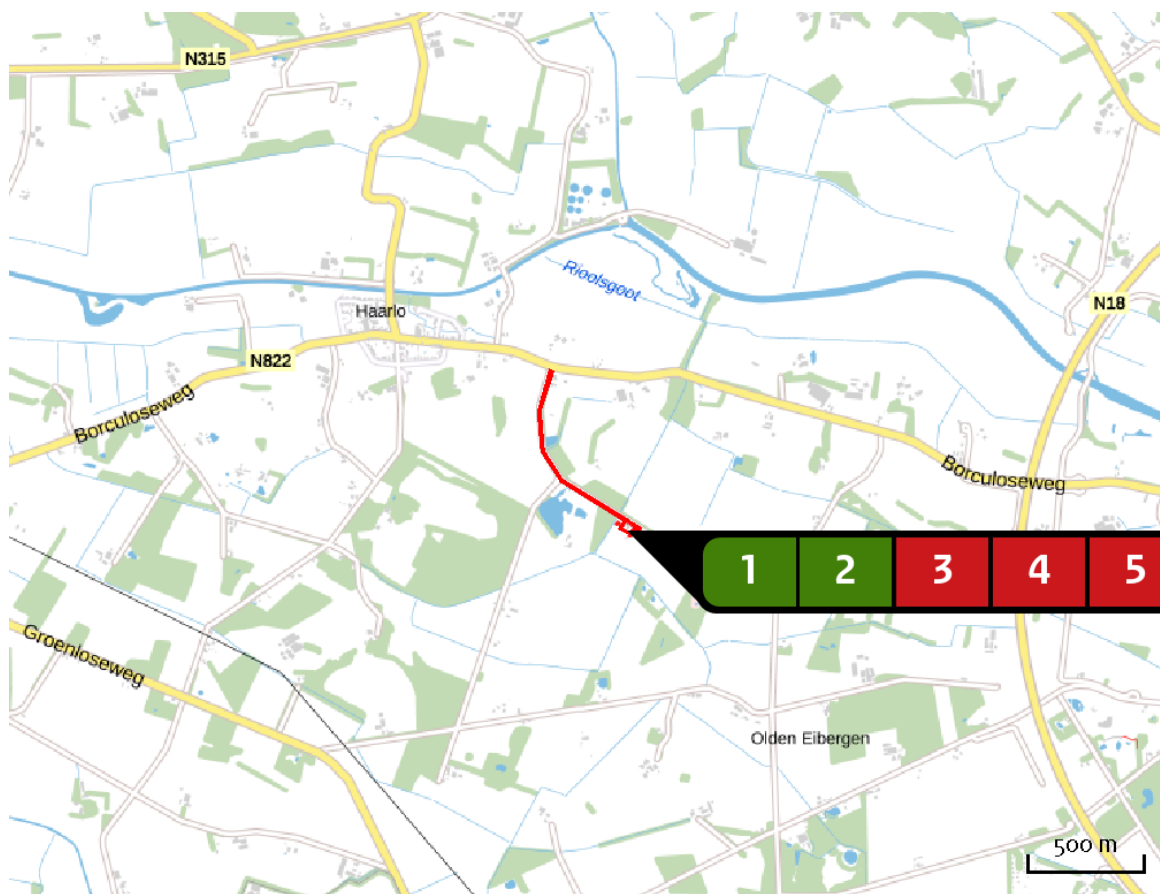 N315
Rioolsgoot
Haarlo
N18
N822
Borculoseweg
Borculoseweg
1 2 3 4 5
Groenloseweg
Olden Eibergen
500 m